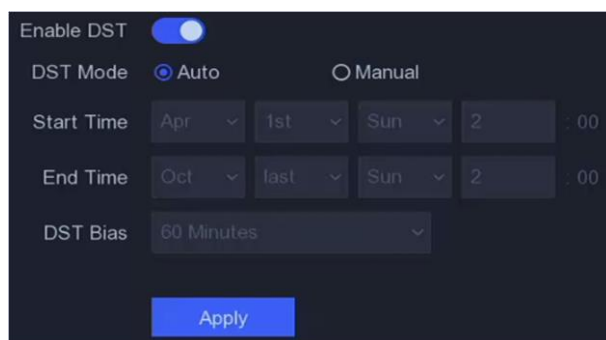 Enable DST
DST Mode Auto Manual
Start Time Apr 1st Sun 2 : 00
End Time Oct last Sun 2 : 00
DST Bias 60 Minutes
Apply